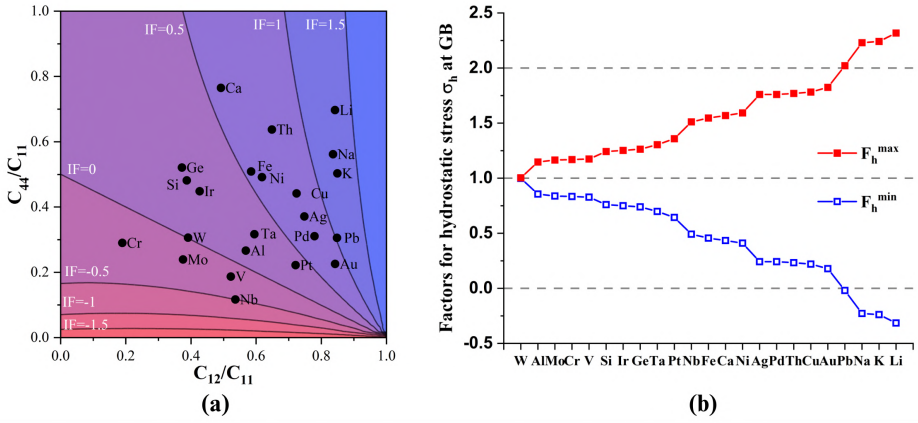 IF=0.5
IF=1
IF=1.5
1.0
0.8
0.6
0.4
0.2
0.0
C44/C11
Ca
Li
Th
Na
K
Ge
Si
Ir
Fe
Ni
Cu
IF=0
Ag
Cr
W
Ta
Pd
Pb
Mo
Al
Pt
Au
IF=-0.5
V
Nb
IF=-1
IF=-1.5
0.0 0.2 0.4 0.6 0.8 1.0
C12/C11
(a)
Factors for hydrostatic stress σh at GB
2.5
2.0
1.5
1.0
0.5
0.0
-0.5
Fh^max
Fh^min
W Al Mo Cr V Si Ir Ge Ta Pt Nb Fe Ca Ni Ag Pd Th Cu Au Pb Na K Li
(b)